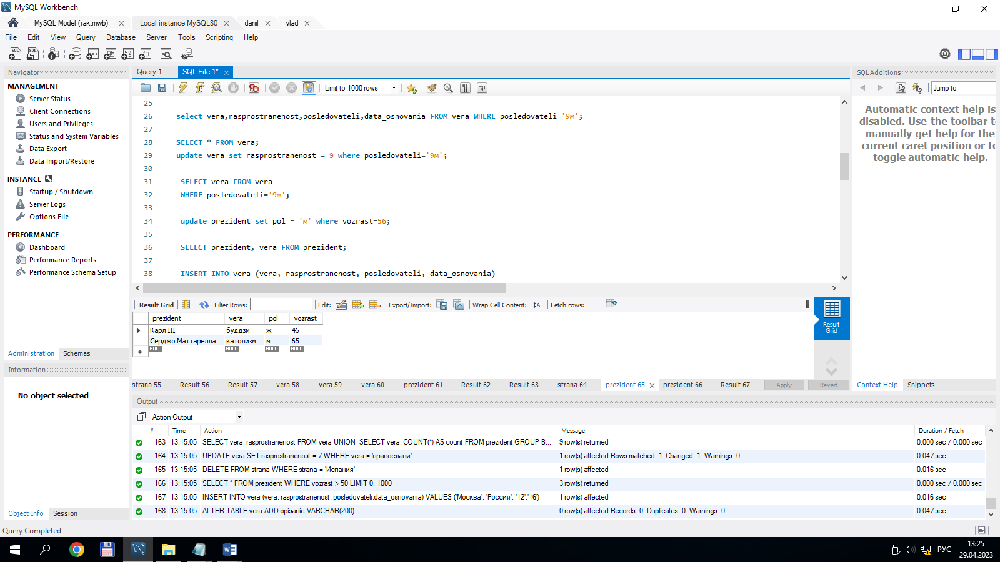 MySQL Workbench
MySQL Model (так.mwb)
Local instance MySQL80
danil
vlad
File Edit View Query Database Server Tools Scripting Help
Navigator
MANAGEMENT
Server Status
Client Connections
Users and Privileges
Status and System Variables
Data Export
Data Import/Restore
INSTANCE
Startup / Shutdown
Server Logs
Options File
PERFORMANCE
Dashboard
Performance Reports
Performance Schema Setup
Administration Schemas
Information
No object selected
Object Info Session
Query Completed
Query 1
SQL File 1*
Limit to 1000 rows
25
26 select vera,rasprostranenost,posledovateli,data_osnovania FROM vera WHERE posledovateli='9м';
27
28 SELECT * FROM vera;
29 update vera set rasprostranenost = 9 where posledovateli='9м';
30
31 SELECT vera FROM vera
32 WHERE posledovateli='9м';
33
34 update prezident set pol = 'м' where vozrast=56;
35
36 SELECT prezident, vera FROM prezident;
37
38 INSERT INTO vera (vera, rasprostranenost, posledovateli, data_osnovania)
Result Grid Filter Rows: Edit: Export/Import: Wrap Cell Content: Fetch rows:
prezident vera pol vozrast
Карл III буддзм ж 46
Серджо Маттарелла католизм м 65
NULL NULL NULL NULL
Result Grid
strana 55 Result 56 Result 57 vera 58 vera 59 vera 60 prezident 61 Result 62 Result 63 strana 64 prezident 65 prezident 66 Result 67 Apply Revert
Output
Action Output
# Time Action Message Duration / Fetch
163 13:15:05 SELECT vera, rasprostranenost FROM vera UNION SELECT vera, COUNT(*) AS count FROM prezident GROUP B... 9 row(s) returned 0.000 sec / 0.000 sec
164 13:15:05 UPDATE vera SET rasprostranenost = 7 WHERE vera = 'православи' 1 row(s) affected Rows matched: 1 Changed: 1 Warnings: 0 0.047 sec
165 13:15:05 DELETE FROM strana WHERE strana = 'Испания' 1 row(s) affected 0.016 sec
166 13:15:05 SELECT * FROM prezident WHERE vozrast > 50 LIMIT 0, 1000 3 row(s) returned 0.000 sec / 0.000 sec
167 13:15:05 INSERT INTO vera (vera, rasprostranenost, posledovateli,data_osnovania) VALUES ('Москва', 'Россия', '12','16') 1 row(s) affected 0.016 sec
168 13:15:05 ALTER TABLE vera ADD opisanie VARCHAR(200) 0 row(s) affected Records: 0 Duplicates: 0 Warnings: 0 0.047 sec
SQLAdditions
Jump to
Automatic context help is
disabled. Use the toolbar to
manually get help for the
current caret position or to
toggle automatic help.
Context Help Snippets
РУС
13:25
29.04.2023